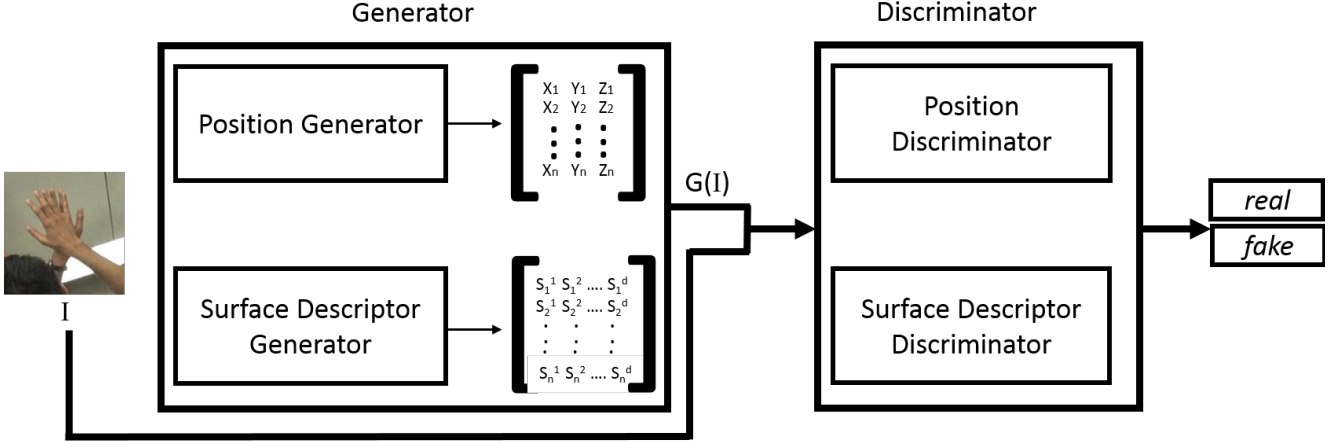 Generator
Discriminator
Position Generator
X1 Y1 Z1
X2 Y2 Z2
Xn Yn Zn
Position
Discriminator
G(I)
real
fake
I
Surface Descriptor
Generator
S₁¹ S₁² .... S₁ᵈ
S₂¹ S₂² .... S₂ᵈ
Sₙ¹ Sₙ² .... Sₙᵈ
Surface Descriptor
Discriminator